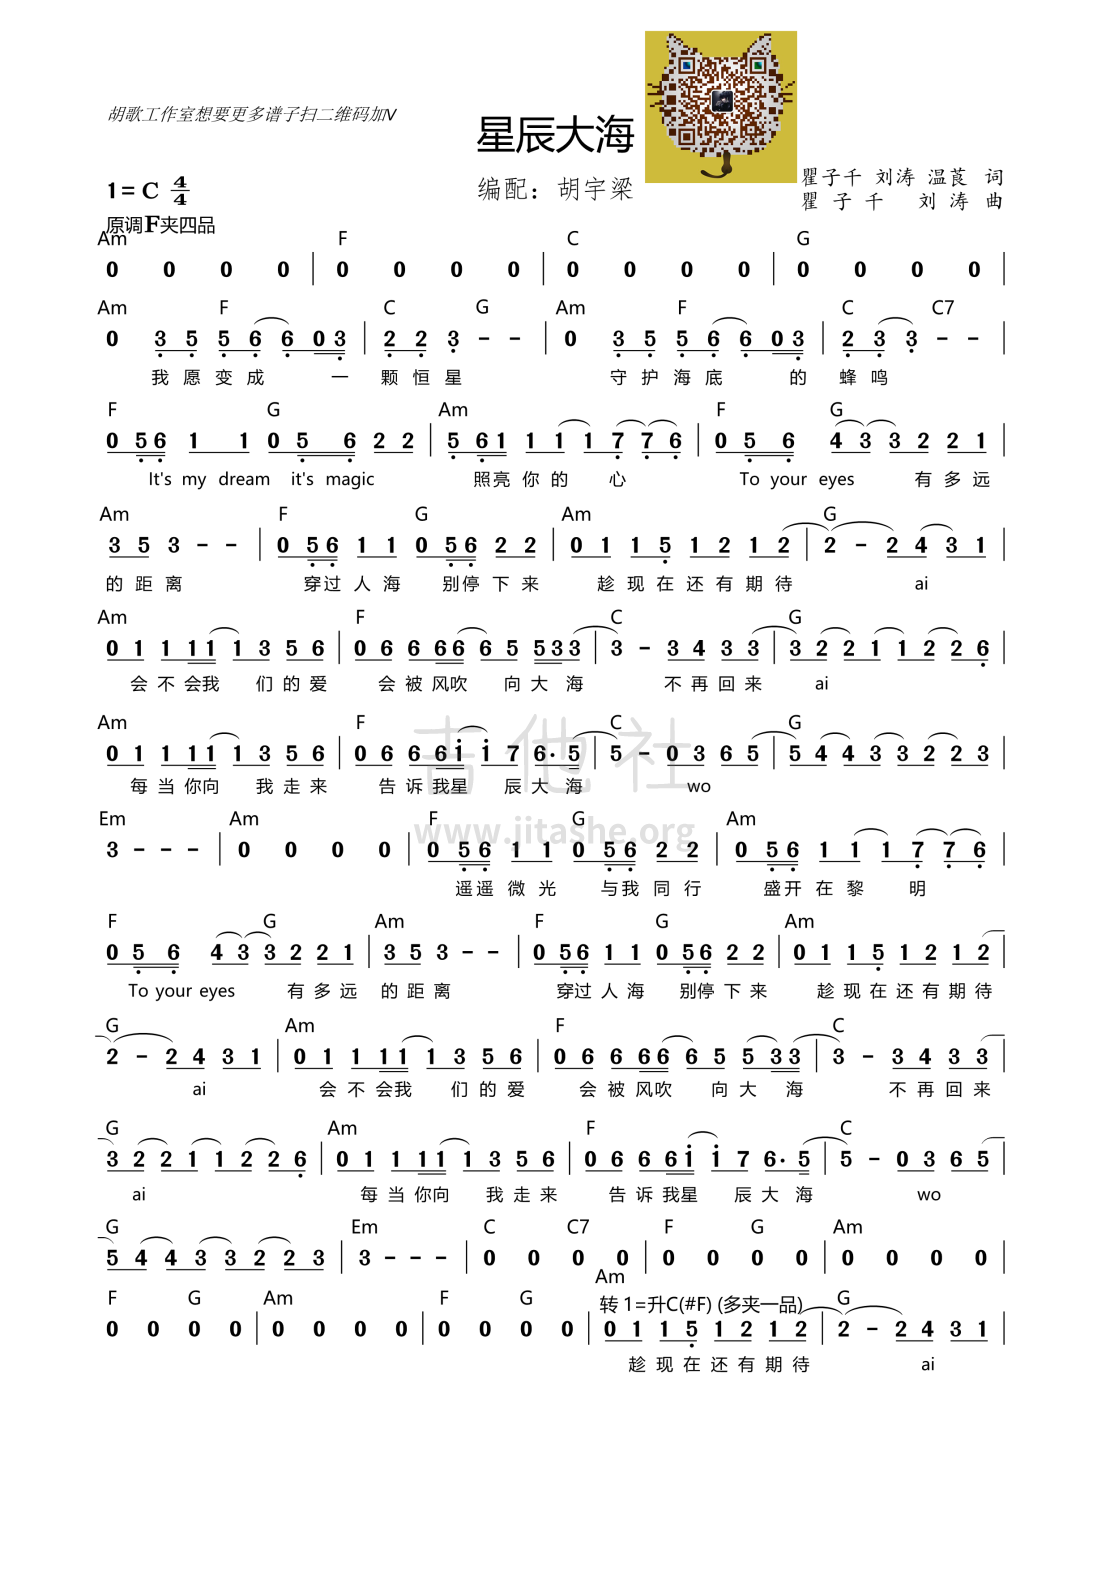 胡歌工作室想要更多谱子扫二维码加V
星辰大海
编配：胡宇梁
瞿子千 刘涛 温莨 词
瞿子千 刘涛 曲
1=C 4/4
原调F夹四品
Am F C G
0 0 0 0 | 0 0 0 0 | 0 0 0 0 | 0 0 0 0 |
Am F C G Am F C C7
0 3 5 5 6 6 0 3 | 2 2 3 - - | 0 3 5 5 6 6 0 3 | 2 3 3 - - |
我愿变成 一 颗恒星 守护海底 的 蜂鸣
F G Am F G
0 5 6 1 1 0 5 6 2 2 | 5 6 1 1 1 1 7 7 6 | 0 5 6 4 3 3 2 2 1 |
It's my dream it's magic 照亮你的 心 To your eyes 有多远
Am F G Am G
3 5 3 - - | 0 5 6 1 1 0 5 6 2 2 | 0 1 1 5 1 2 1 2 | 2 - 2 4 3 1 |
的距离 穿过人海 别停下来 趁现在还有期待 ai
Am F C G
0 1 1 1 1 1 3 5 6 | 0 6 6 6 6 6 5 5 3 3 | 3 - 3 4 3 3 | 3 2 2 1 1 2 2 6 |
会不会我 们的爱 会被风吹 向大海 不再回来 ai
Am F C G
0 1 1 1 1 1 3 5 6 | 0 6 6 6 i i 7 6· 5 | 5 - 0 3 6 5 | 5 4 4 3 3 2 2 3 |
每当你向 我走来 告诉我星 辰大海 wo
吉他社
www.jitashe.org
Em Am F G Am
3 - - - | 0 0 0 0 | 0 5 6 1 1 0 5 6 2 2 | 0 5 6 1 1 1 7 7 6 |
遥遥微光 与我同行 盛开在黎 明
F G Am F G Am
0 5 6 4 3 3 2 2 1 | 3 5 3 - - | 0 5 6 1 1 0 5 6 2 2 | 0 1 1 5 1 2 1 2 |
To your eyes 有多远 的距离 穿过人海 别停下来 趁现在还有期待
G Am F C
2 - 2 4 3 1 | 0 1 1 1 1 1 3 5 6 | 0 6 6 6 6 6 5 5 3 3 | 3 - 3 4 3 3 |
ai 会不会我 们的爱 会被风吹 向大海 不再回来
G Am F C
3 2 2 1 1 2 2 6 | 0 1 1 1 1 1 3 5 6 | 0 6 6 6 i i 7 6· 5 | 5 - 0 3 6 5 |
ai 每当你向 我走来 告诉我星 辰大海 wo
G Em C C7 F G Am
5 4 4 3 3 2 2 3 | 3 - - - | 0 0 0 0 | 0 0 0 0 | 0 0 0 0 |
F G Am F G Am G
转 1=升C(#F) (多夹一品)
0 0 0 0 | 0 0 0 0 | 0 0 0 0 | 0 1 1 5 1 2 1 2 | 2 - 2 4 3 1 |
趁现在还有期待 ai